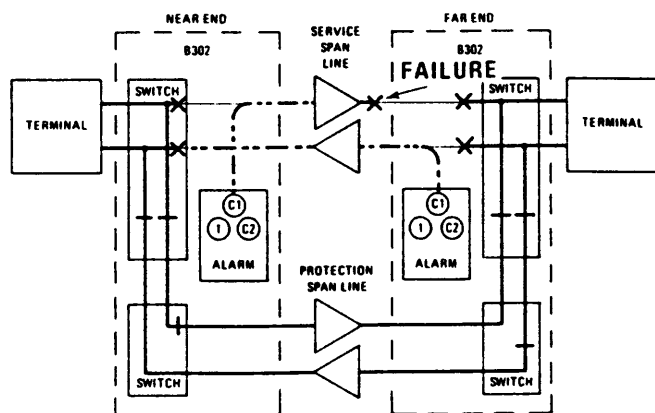 NEAR END
SERVICE
SPAN
LINE
FAR END
B302
B302
FAILURE
SWITCH
SWITCH
TERMINAL
TERMINAL
C1
1 C2
ALARM
C1
1 C2
ALARM
PROTECTION
SPAN LINE
SWITCH
SWITCH